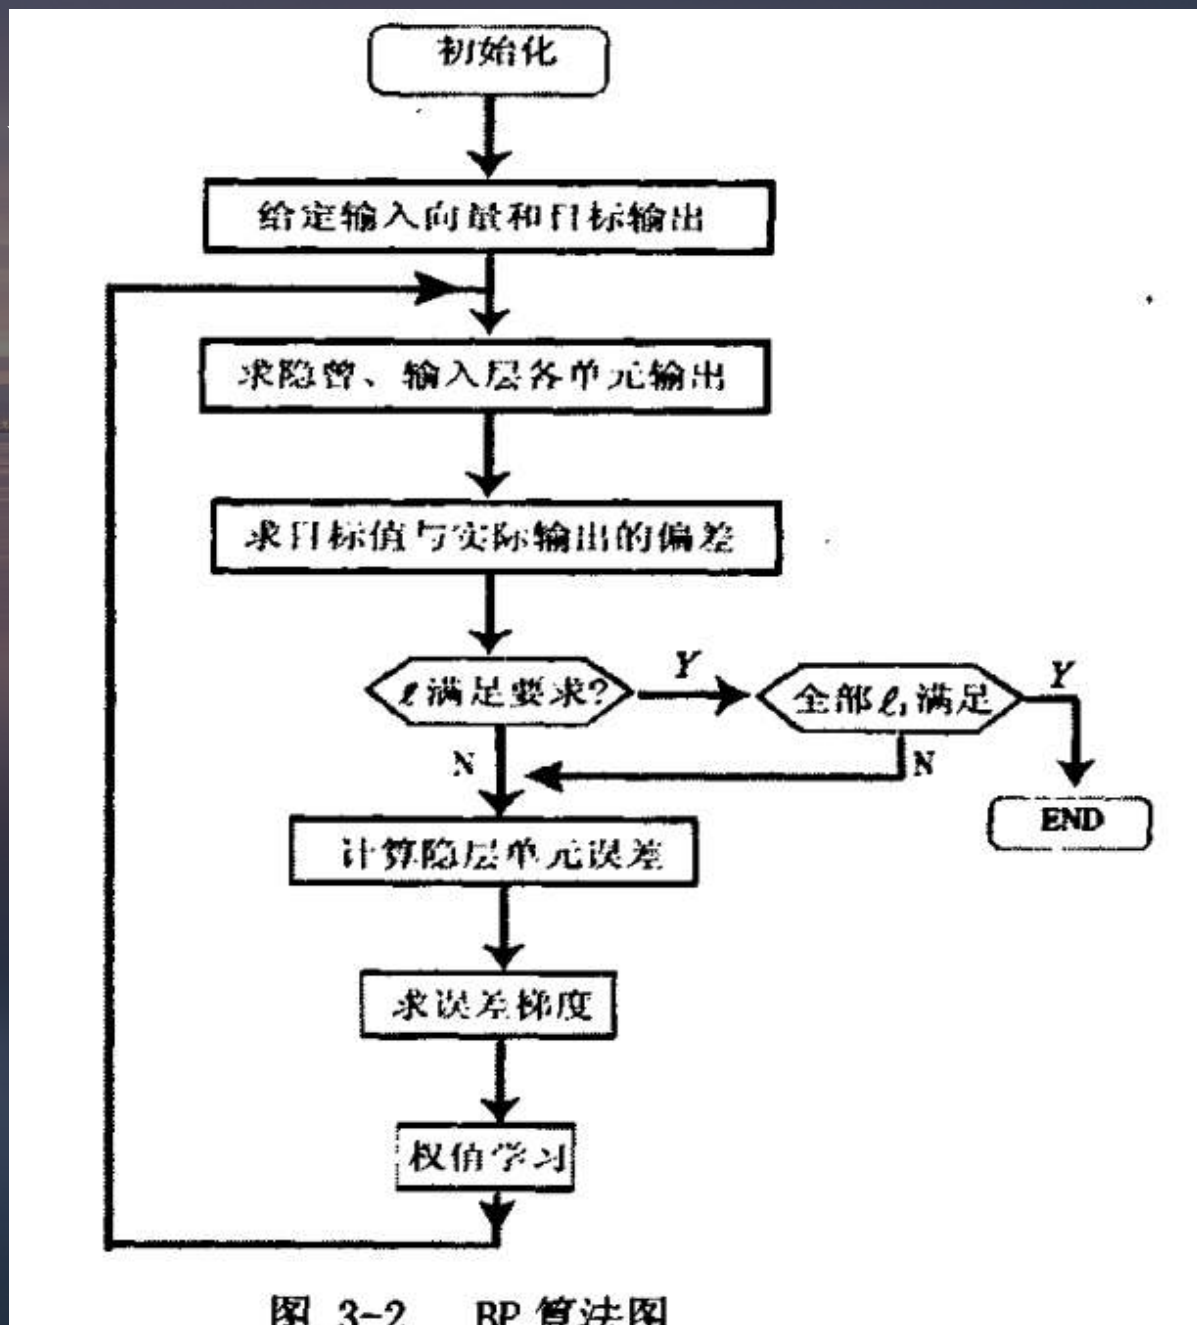 初始化
给定输入向量和目标输出
求隐曾、输入层各单元输出
求目标值与实际输出的偏差
e 满足要求?
Y
全部 e₁ 满足
Y
N
N
END
计算隐层单元误差
求误差梯度
权值学习
图 3-2 BP 算法图